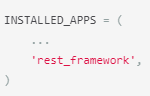 INSTALLED_APPS = (
    ...
    'rest_framework',
)